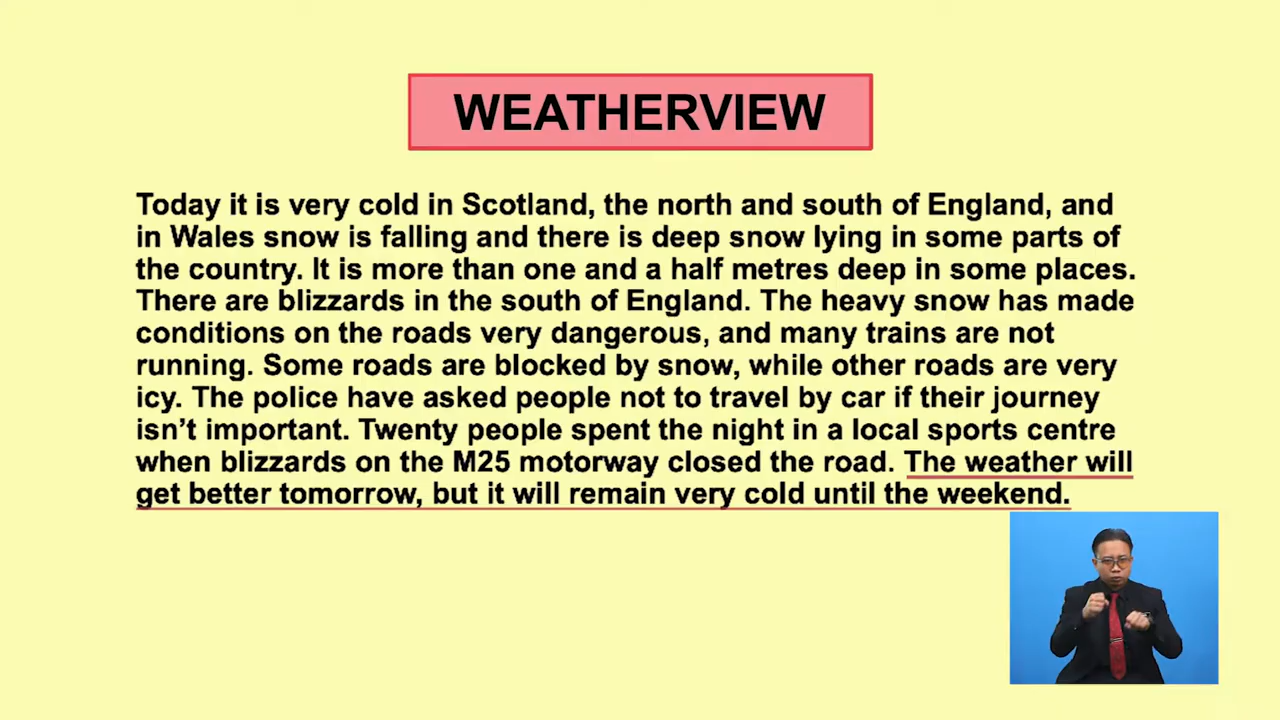 WEATHERVIEW
Today it is very cold in Scotland, the north and south of England, and
in Wales snow is falling and there is deep snow lying in some parts of
the country. It is more than one and a half metres deep in some places.
There are blizzards in the south of England. The heavy snow has made
conditions on the roads very dangerous, and many trains are not
running. Some roads are blocked by snow, while other roads are very
icy. The police have asked people not to travel by car if their journey
isn’t important. Twenty people spent the night in a local sports centre
when blizzards on the M25 motorway closed the road. The weather will
get better tomorrow, but it will remain very cold until the weekend.